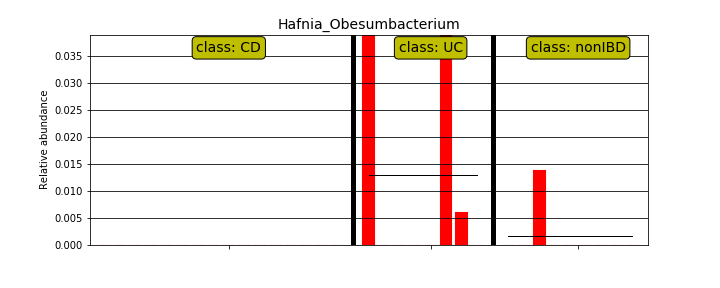 Hafnia_Obesumbacterium
class: CD
class: UC
class: nonIBD
Relative abundance
0.035
0.030
0.025
0.020
0.015
0.010
0.005
0.000